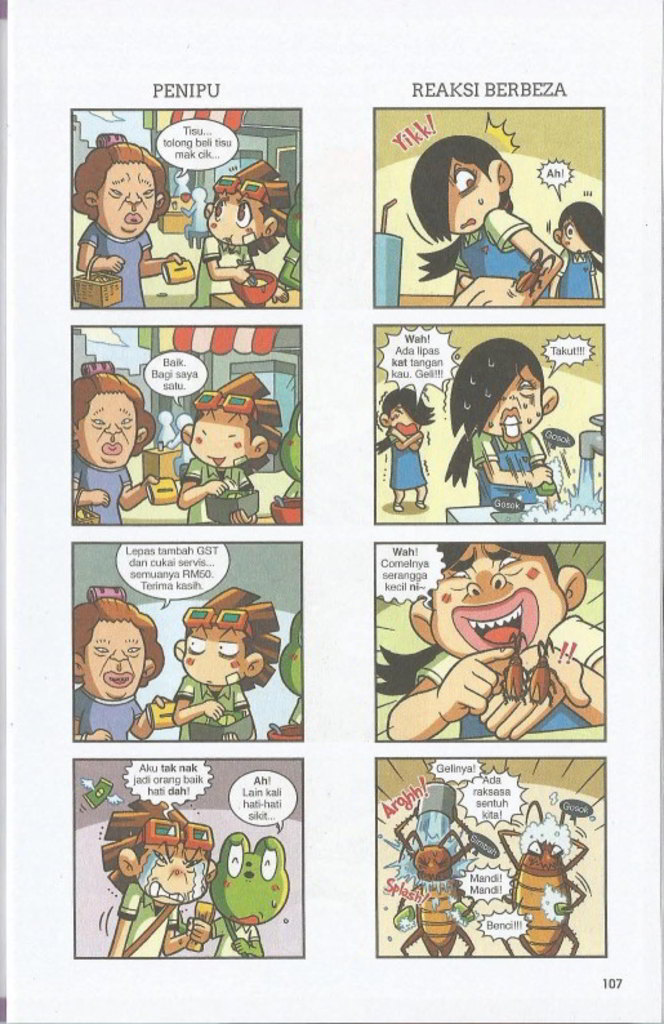 PENIPU
Tisu...
tolong beli tisu
mak cik...
Baik.
Bagi saya
satu.
Lepas tambah GST
dan cukai servis...
semuanya RM50.
Terima kasih.
Aku tak nak
jadi orang baik
hati dah!
Ah!
Lain kali
hati-hati
sikit...
REAKSI BERBEZA
Yikk!
Ah!
Wah!
Ada lipas
kat tangan
kau. Geli!!!
Takut!!!
Gosok
Gosok
Wah!
Comelnya
serangga
kecil ni~
!!
Gelinya!
Arghh!
Ada
raksasa
sentuh
kita!
Gosok
Simbah
Splash!
Mandi!
Mandi!
Benci!!!
107